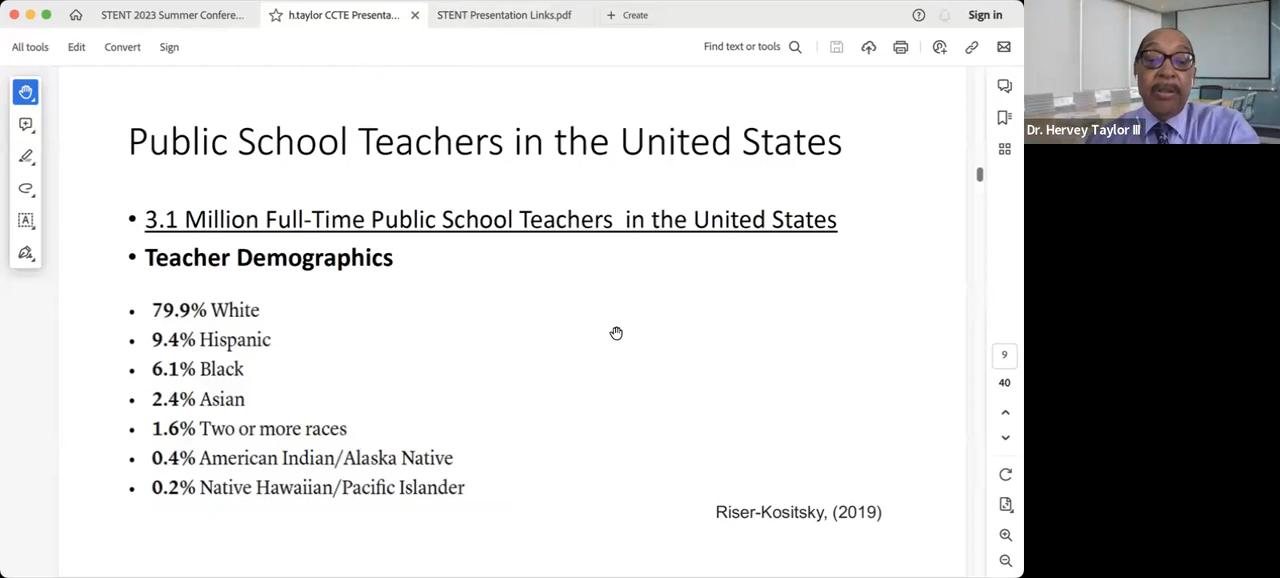 STENT 2023 Summer Confere...
h.taylor CCTE Presenta...
STENT Presentation Links.pdf
+ Create
Sign in
All tools
Edit
Convert
Sign
Find text or tools
Dr. Hervey Taylor III
Public School Teachers in the United States
• 3.1 Million Full-Time Public School Teachers in the United States
• Teacher Demographics
• 79.9% White
• 9.4% Hispanic
• 6.1% Black
• 2.4% Asian
• 1.6% Two or more races
• 0.4% American Indian/Alaska Native
• 0.2% Native Hawaiian/Pacific Islander
Riser-Kositsky, (2019)
9
40